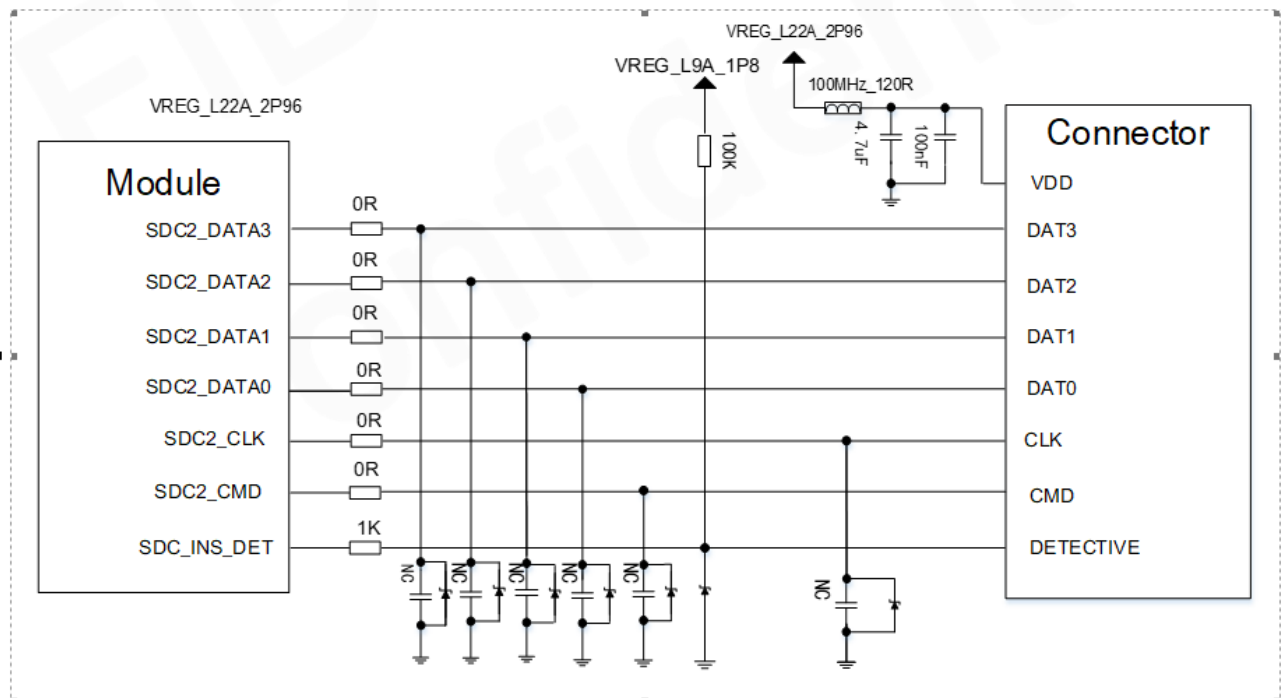 VREG_L22A_2P96
VREG_L9A_1P8
100MHz_120R
VREG_L22A_2P96
4.7uF
100nF
100K
Module
Connector
VDD
SDC2_DATA3
0R
DAT3
SDC2_DATA2
0R
DAT2
SDC2_DATA1
0R
DAT1
SDC2_DATA0
0R
DAT0
SDC2_CLK
0R
CLK
SDC2_CMD
0R
CMD
SDC_INS_DET
1K
DETECTIVE
NC
NC
NC
NC
NC
NC